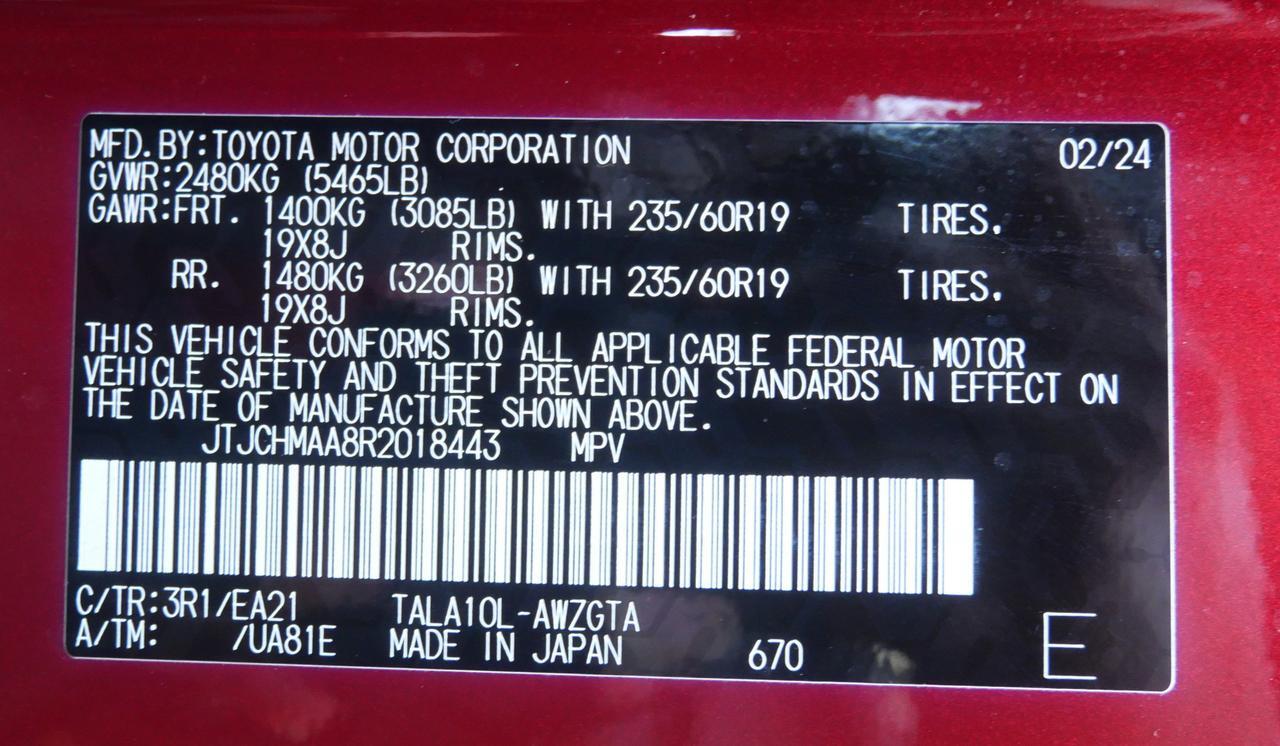 MFD.BY:TOYOTA MOTOR CORPORATION 02/24
GVWR:2480KG (5465LB)
GAWR:FRT. 1400KG (3085LB) WITH 235/60R19 TIRES.
19X8J RIMS.
RR. 1480KG (3260LB) WITH 235/60R19 TIRES.
19X8J RIMS.
THIS VEHICLE CONFORMS TO ALL APPLICABLE FEDERAL MOTOR
VEHICLE SAFETY AND THEFT PREVENTION STANDARDS IN EFFECT ON
THE DATE OF MANUFACTURE SHOWN ABOVE.
JTJCHMAA8R2018443 MPV
C/TR:3R1/EA21 TALA10L-AWZGTA
A/TM: /UA81E MADE IN JAPAN 670 E